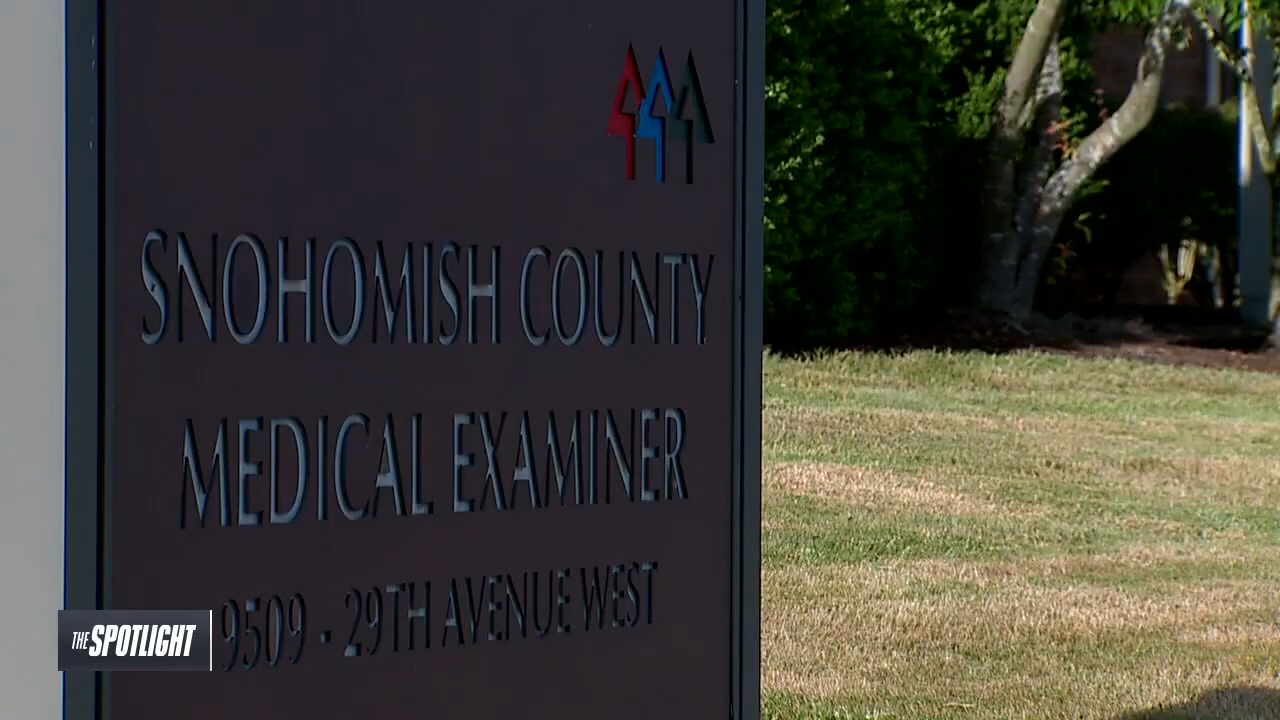 SNOHOMISH COUNTY
MEDICAL EXAMINER
9509 - 29TH AVENUE WEST
THE SPOTLIGHT